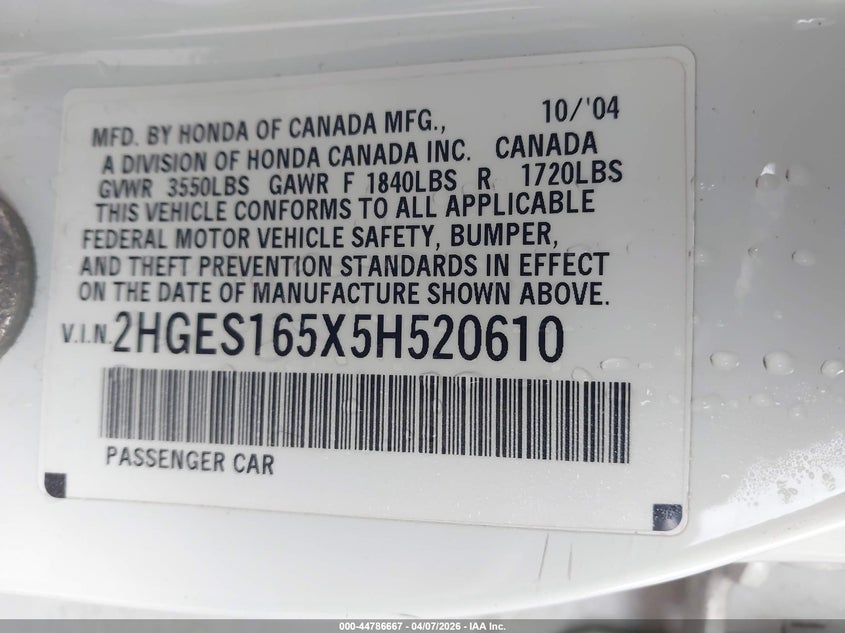 10/'04
MFD. BY HONDA OF CANADA MFG.,
A DIVISION OF HONDA CANADA INC. CANADA
GVWR 3550LBS GAWR F 1840LBS R 1720LBS
THIS VEHICLE CONFORMS TO ALL APPLICABLE
FEDERAL MOTOR VEHICLE SAFETY, BUMPER,
AND THEFT PREVENTION STANDARDS IN EFFECT
ON THE DATE OF MANUFACTURE SHOWN ABOVE.
V.I.N. 2HGES165X5H520610
PASSENGER CAR
000-44786667 - 04/07/2026 - IAA Inc.